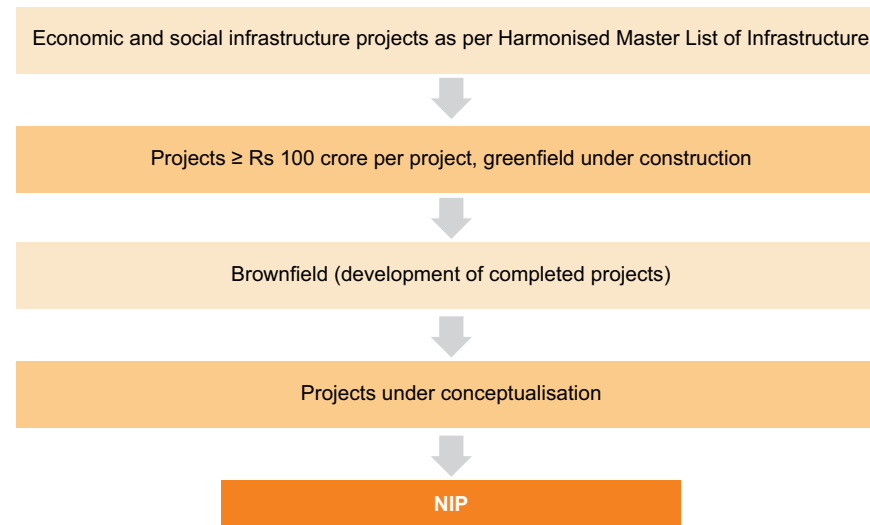 Economic and social infrastructure projects as per Harmonised Master List of Infrastructure
Projects ≥ Rs 100 crore per project, greenfield under construction
Brownfield (development of completed projects)
Projects under conceptualisation
NIP